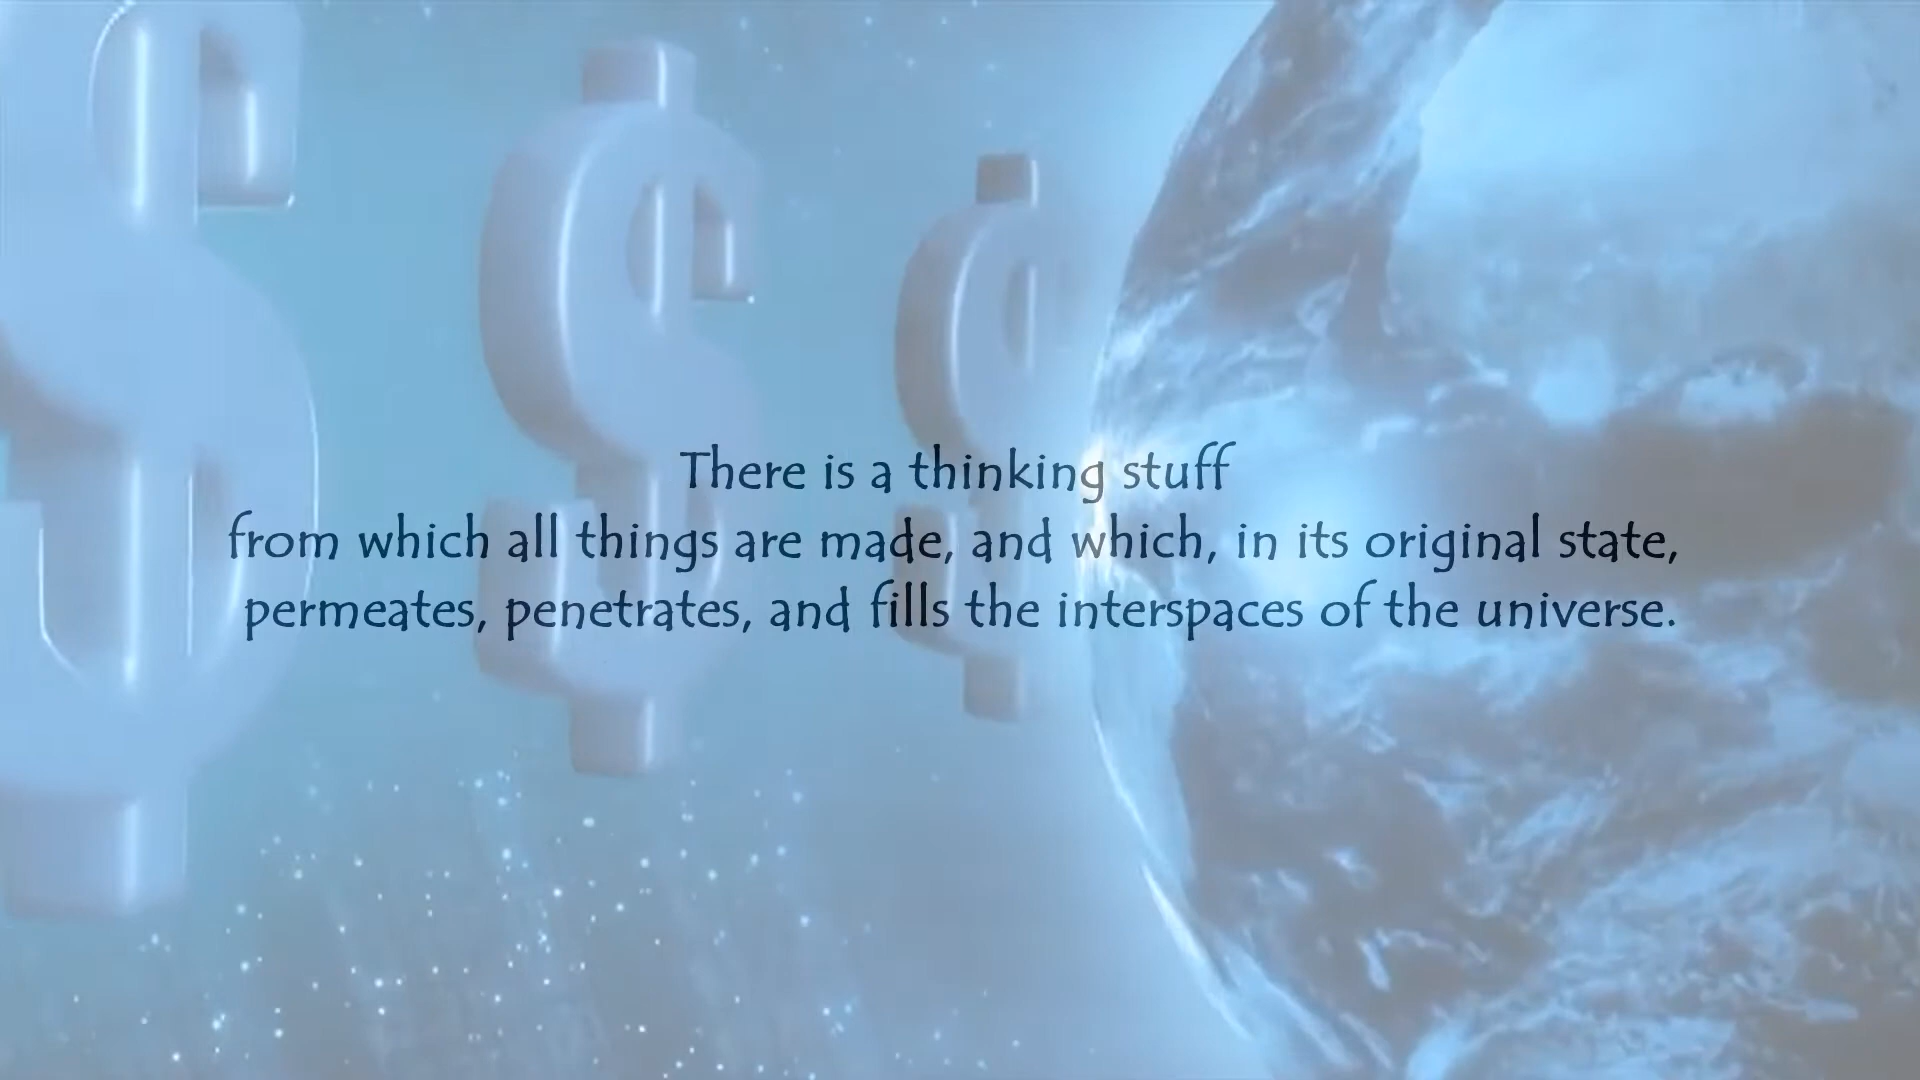 There is a thinking stuff
from which all things are made, and which, in its original state,
permeates, penetrates, and fills the interspaces of the universe.